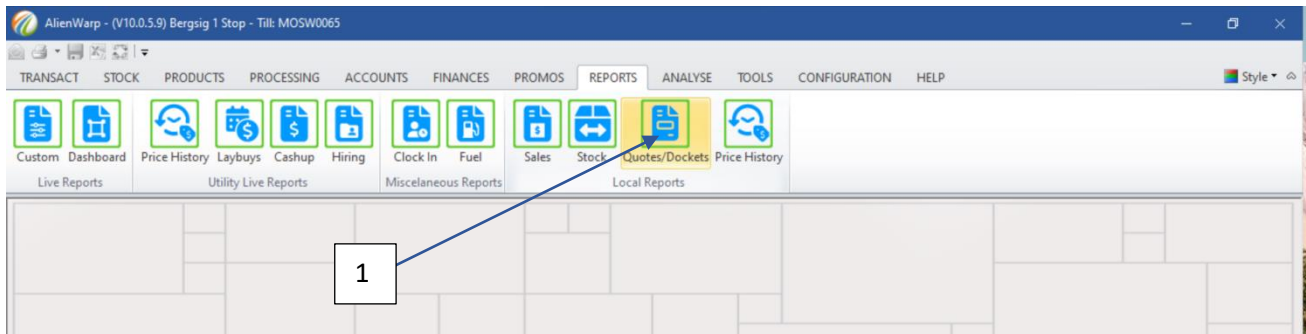 AlienWarp - (V10.0.5.9) Bergsig 1 Stop - Till: MOSW0065
TRANSACT STOCK PRODUCTS PROCESSING ACCOUNTS FINANCES PROMOS REPORTS ANALYSE TOOLS CONFIGURATION HELP Style
Custom Dashboard Price History Laybuys Cashup Hiring Clock In Fuel Sales Stock Quotes/Dockets Price History
Live Reports Utility Live Reports Miscellaneous Reports Local Reports
1